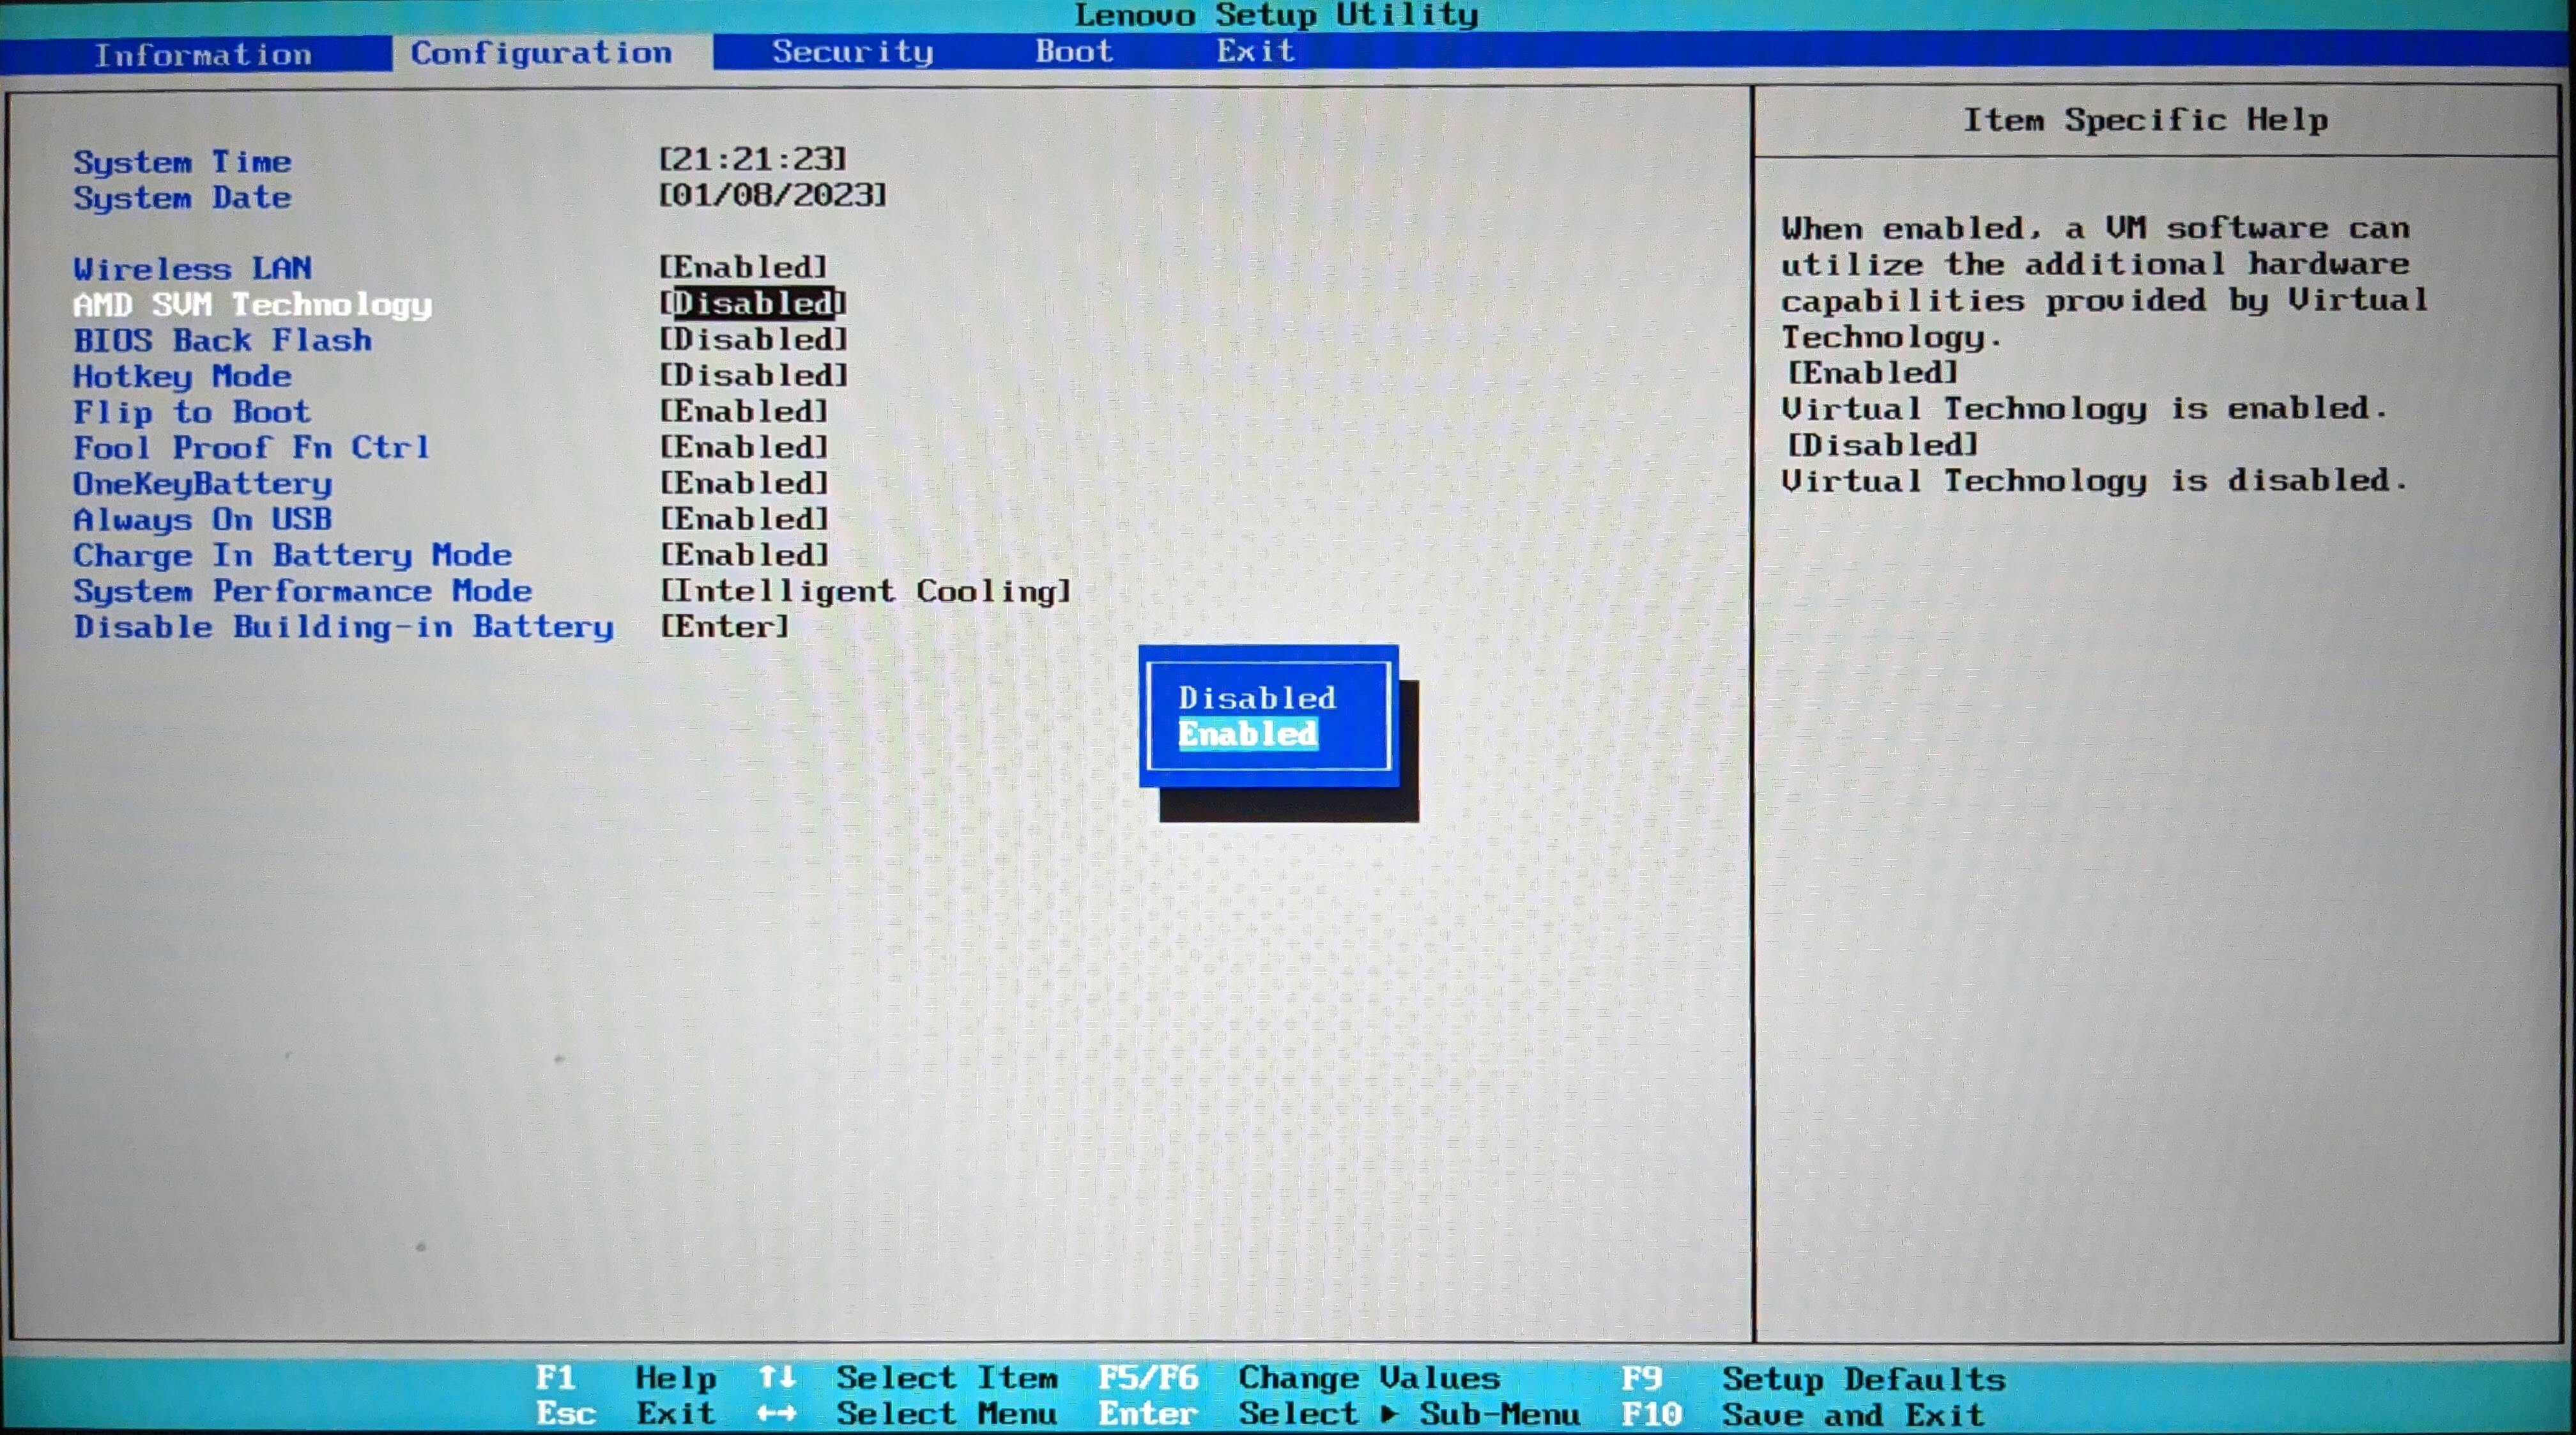 Lenovo Setup Utility
Information Configuration Security Boot Exit
System Time [21:21:23]
System Date [01/08/2023]
Wireless LAN [Enabled]
AMD SVM Technology [Disabled]
BIOS Back Flash [Disabled]
Hotkey Mode [Disabled]
Flip to Boot [Enabled]
Fool Proof Fn Ctrl [Enabled]
OneKeyBattery [Enabled]
Always On USB [Enabled]
Charge In Battery Mode [Enabled]
System Performance Mode [Intelligent Cooling]
Disable Building-in Battery [Enter]
Disabled
Enabled
Item Specific Help
When enabled, a VM software can
utilize the additional hardware
capabilities provided by Virtual
Technology.
[Enabled]
Virtual Technology is enabled.
[Disabled]
Virtual Technology is disabled.
F1 Help ↑↓ Select Item F5/F6 Change Values F9 Setup Defaults
Esc Exit ←→ Select Menu Enter Select ▶ Sub-Menu F10 Save and Exit